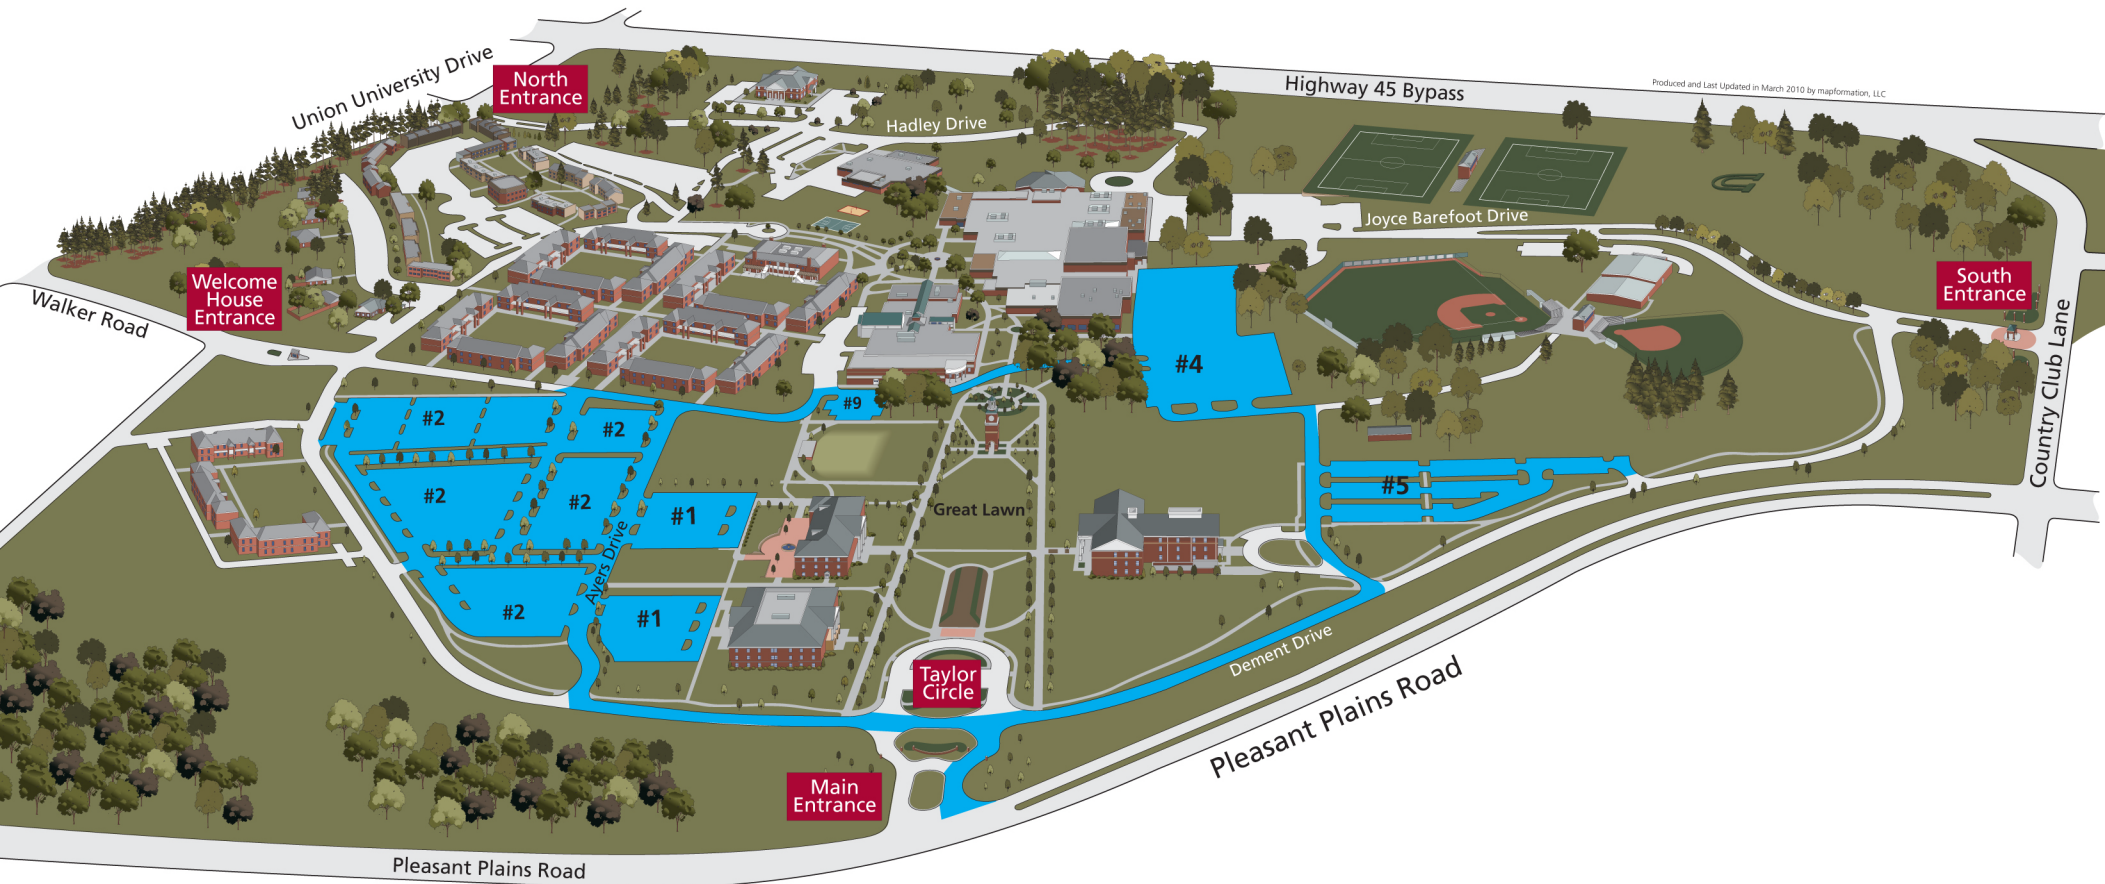 Union University Drive
North
Entrance
Highway 45 Bypass
Produced and Last Updated in March 2010 by mapformation, LLC
Hadley Drive
Joyce Barefoot Drive
Welcome
House
Entrance
Walker Road
South
Entrance
Country Club Lane
#4
#9
#2
#2
#2
#2
#5
#1
Great Lawn
Ayers Drive
#2
#1
Taylor
Circle
Dement Drive
Pleasant Plains Road
Main
Entrance
Pleasant Plains Road